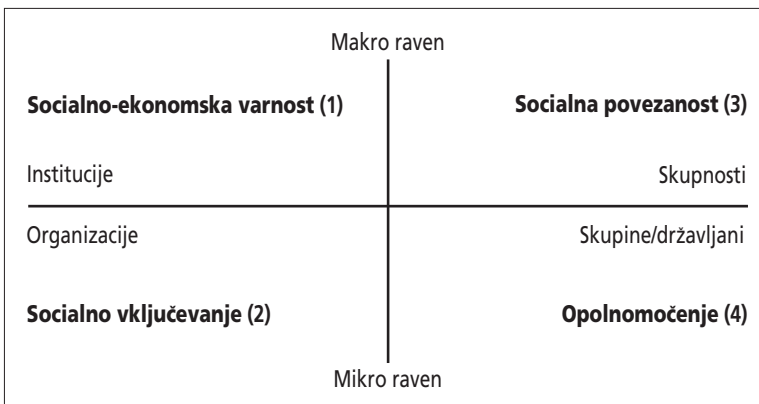 Makro raven
Socialno-ekonomska varnost (1)
Socialna povezanost (3)
Institucije
Skupnosti
Organizacije
Skupine/državljani
Socialno vključevanje (2)
Opolnomočenje (4)
Mikro raven